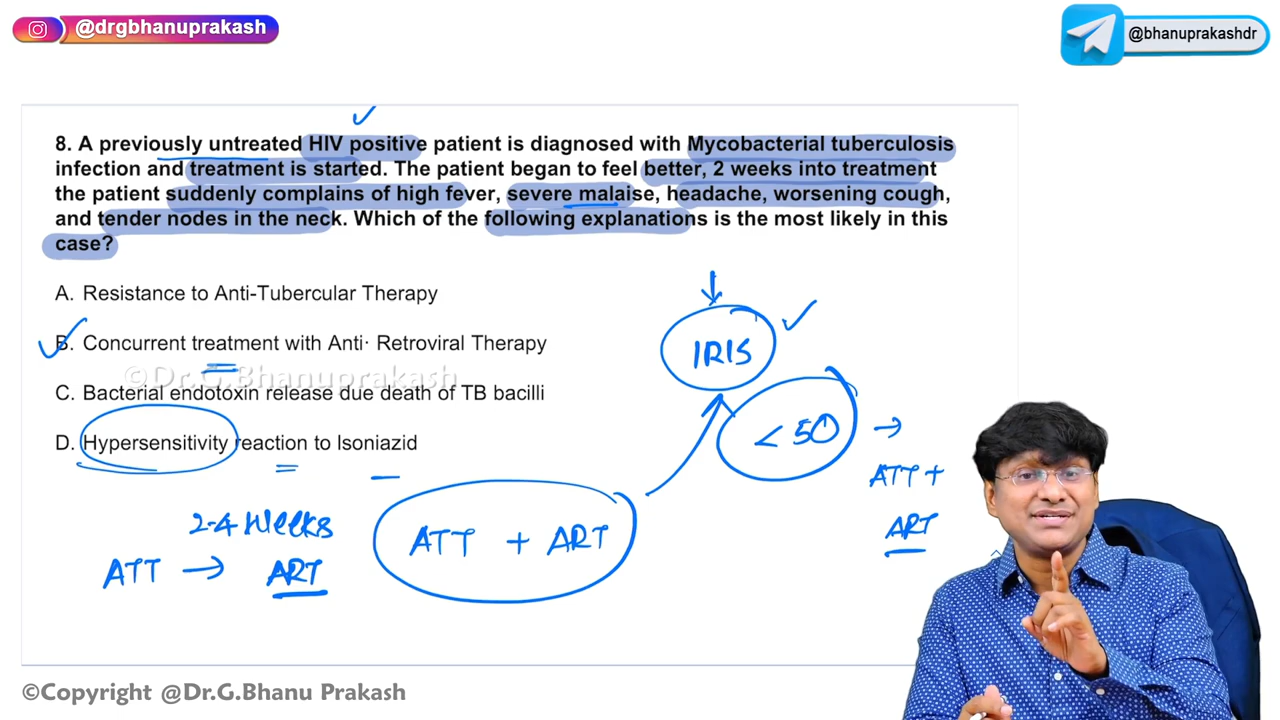 @drgbhanuprakash
@bhanuprakashdr
8. A previously untreated HIV positive patient is diagnosed with Mycobacterial tuberculosis
infection and treatment is started. The patient began to feel better, 2 weeks into treatment
the patient suddenly complains of high fever, severe malaise, headache, worsening cough,
and tender nodes in the neck. Which of the following explanations is the most likely in this
case?
A. Resistance to Anti-Tubercular Therapy
B. Concurrent treatment with Anti- Retroviral Therapy
©Dr.G.Bhanuprakash
C. Bacterial endotoxin release due death of TB bacilli
D. Hypersensitivity reaction to Isoniazid
IRIS
< 50 →
ATT +
ART
2-4 Weeks
ATT → ART
ATT + ART
©Copyright @Dr.G.Bhanu Prakash